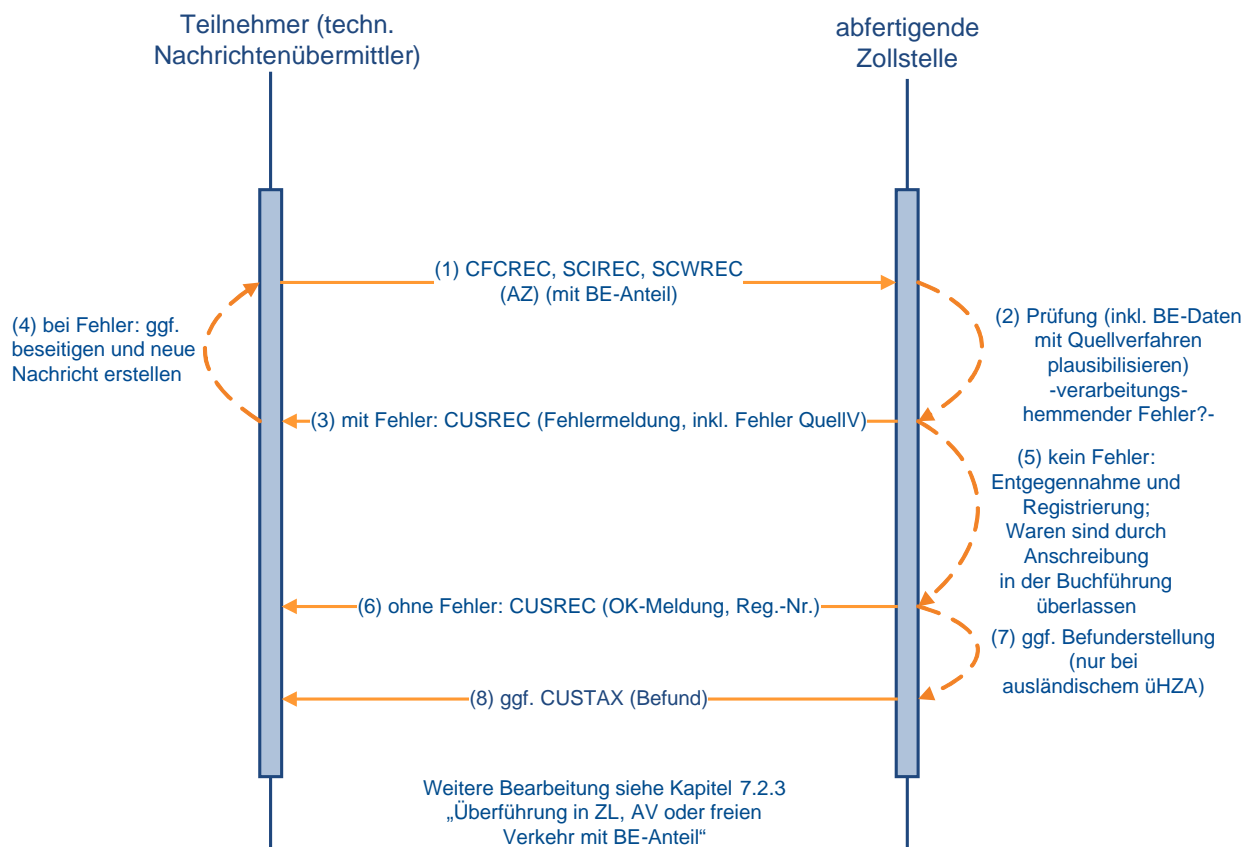 Teilnehmer (techn.
Nachrichtenübermittler)
abfertigende
Zollstelle
(1) CFCREC, SCIREC, SCWREC
(AZ) (mit BE-Anteil)
(2) Prüfung (inkl. BE-Daten
mit Quellverfahren
plausibilisieren)
-verarbeitungs-
hemmender Fehler?-
(3) mit Fehler: CUSREC (Fehlermeldung, inkl. Fehler QuellV)
(4) bei Fehler: ggf.
beseitigen und neue
Nachricht erstellen
(5) kein Fehler:
Entgegennahme und
Registrierung;
Waren sind durch
Anschreibung
in der Buchführung
überlassen
(6) ohne Fehler: CUSREC (OK-Meldung, Reg.-Nr.)
(7) ggf. Befunderstellung
(nur bei
ausländischem üHZA)
(8) ggf. CUSTAX (Befund)
Weitere Bearbeitung siehe Kapitel 7.2.3
„Überführung in ZL, AV oder freien
Verkehr mit BE-Anteil“